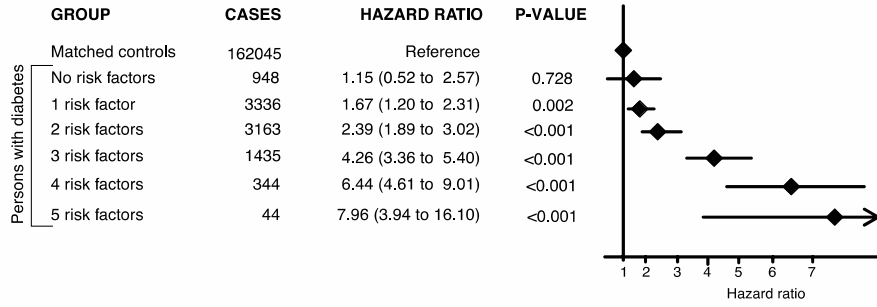 GROUP CASES HAZARD RATIO P-VALUE
Matched controls 162045 Reference
No risk factors 948 1.15 (0.52 to 2.57) 0.728
1 risk factor 3336 1.67 (1.20 to 2.31) 0.002
2 risk factors 3163 2.39 (1.89 to 3.02) <0.001
3 risk factors 1435 4.26 (3.36 to 5.40) <0.001
4 risk factors 344 6.44 (4.61 to 9.01) <0.001
5 risk factors 44 7.96 (3.94 to 16.10) <0.001
Persons with diabetes
1 2 3 4 5 6 7
Hazard ratio